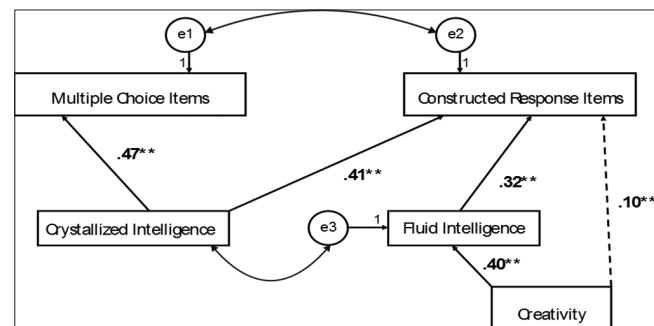 e1
e2
1
1
Multiple Choice Items
Constructed Response Items
.47**
.41**
.32**
.10**
Crystallized Intelligence
e3
1
Fluid Intelligence
.40**
Creativity